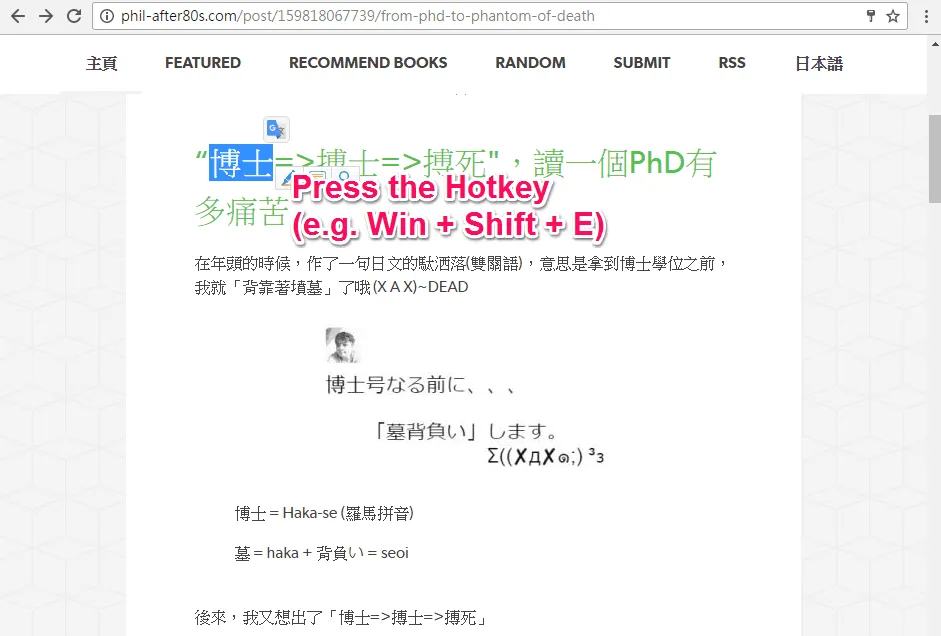 phil-after80s.com/post/159818067739/from-phd-to-phantom-of-death
主頁 FEATURED RECOMMEND BOOKS RANDOM SUBMIT RSS 日本語
“博士=>搏士=>搏死"，讀一個PhD有
多痛苦
Press the Hotkey
(e.g. Win + Shift + E)
在年頭的時候，作了一句日文的駄洒落(雙關語)，意思是拿到博士學位之前，
我就「背靠著墳墓」了哦(X A X)~DEAD
博士号なる前に、、、
「墓背負い」します。
Σ((✘Д✘๑;) ³₃
博士 = Haka-se (羅馬拼音)
墓 = haka + 背負い = seoi
後來，我又想出了「博士=>搏士=>搏死」